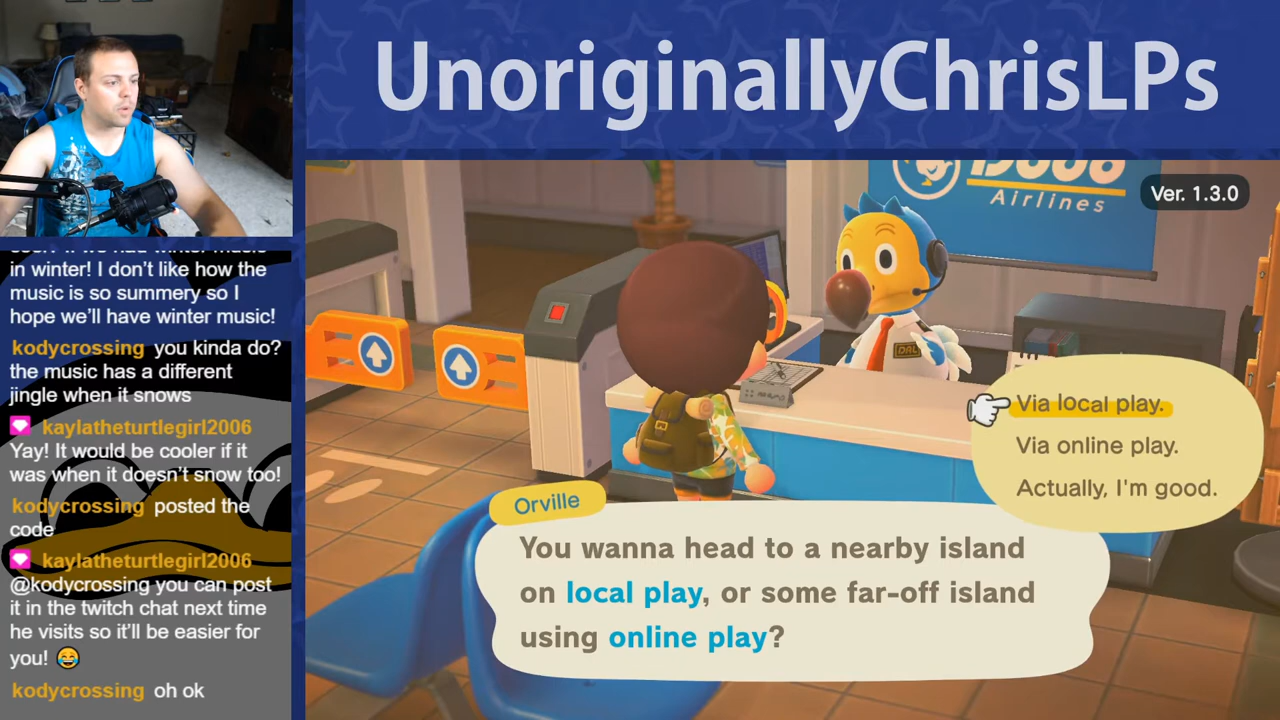 UnoriginallyChrisLPs
Airlines
Ver. 1.3.0
in winter! I don't like how the
music is so summery so I
hope we'll have winter music!
kodycrossing you kinda do?
the music has a different
jingle when it snows
kaylatheturtlegirl2006
Yay! It would be cooler if it
was when it doesn't snow too!
kodycrossing posted the
code
kaylatheturtlegirl2006
@kodycrossing you can post
it in the twitch chat next time
he visits so it'll be easier for
you! 😂
kodycrossing oh ok
Via local play.
Via online play.
Actually, I'm good.
Orville
You wanna head to a nearby island
on local play, or some far-off island
using online play?